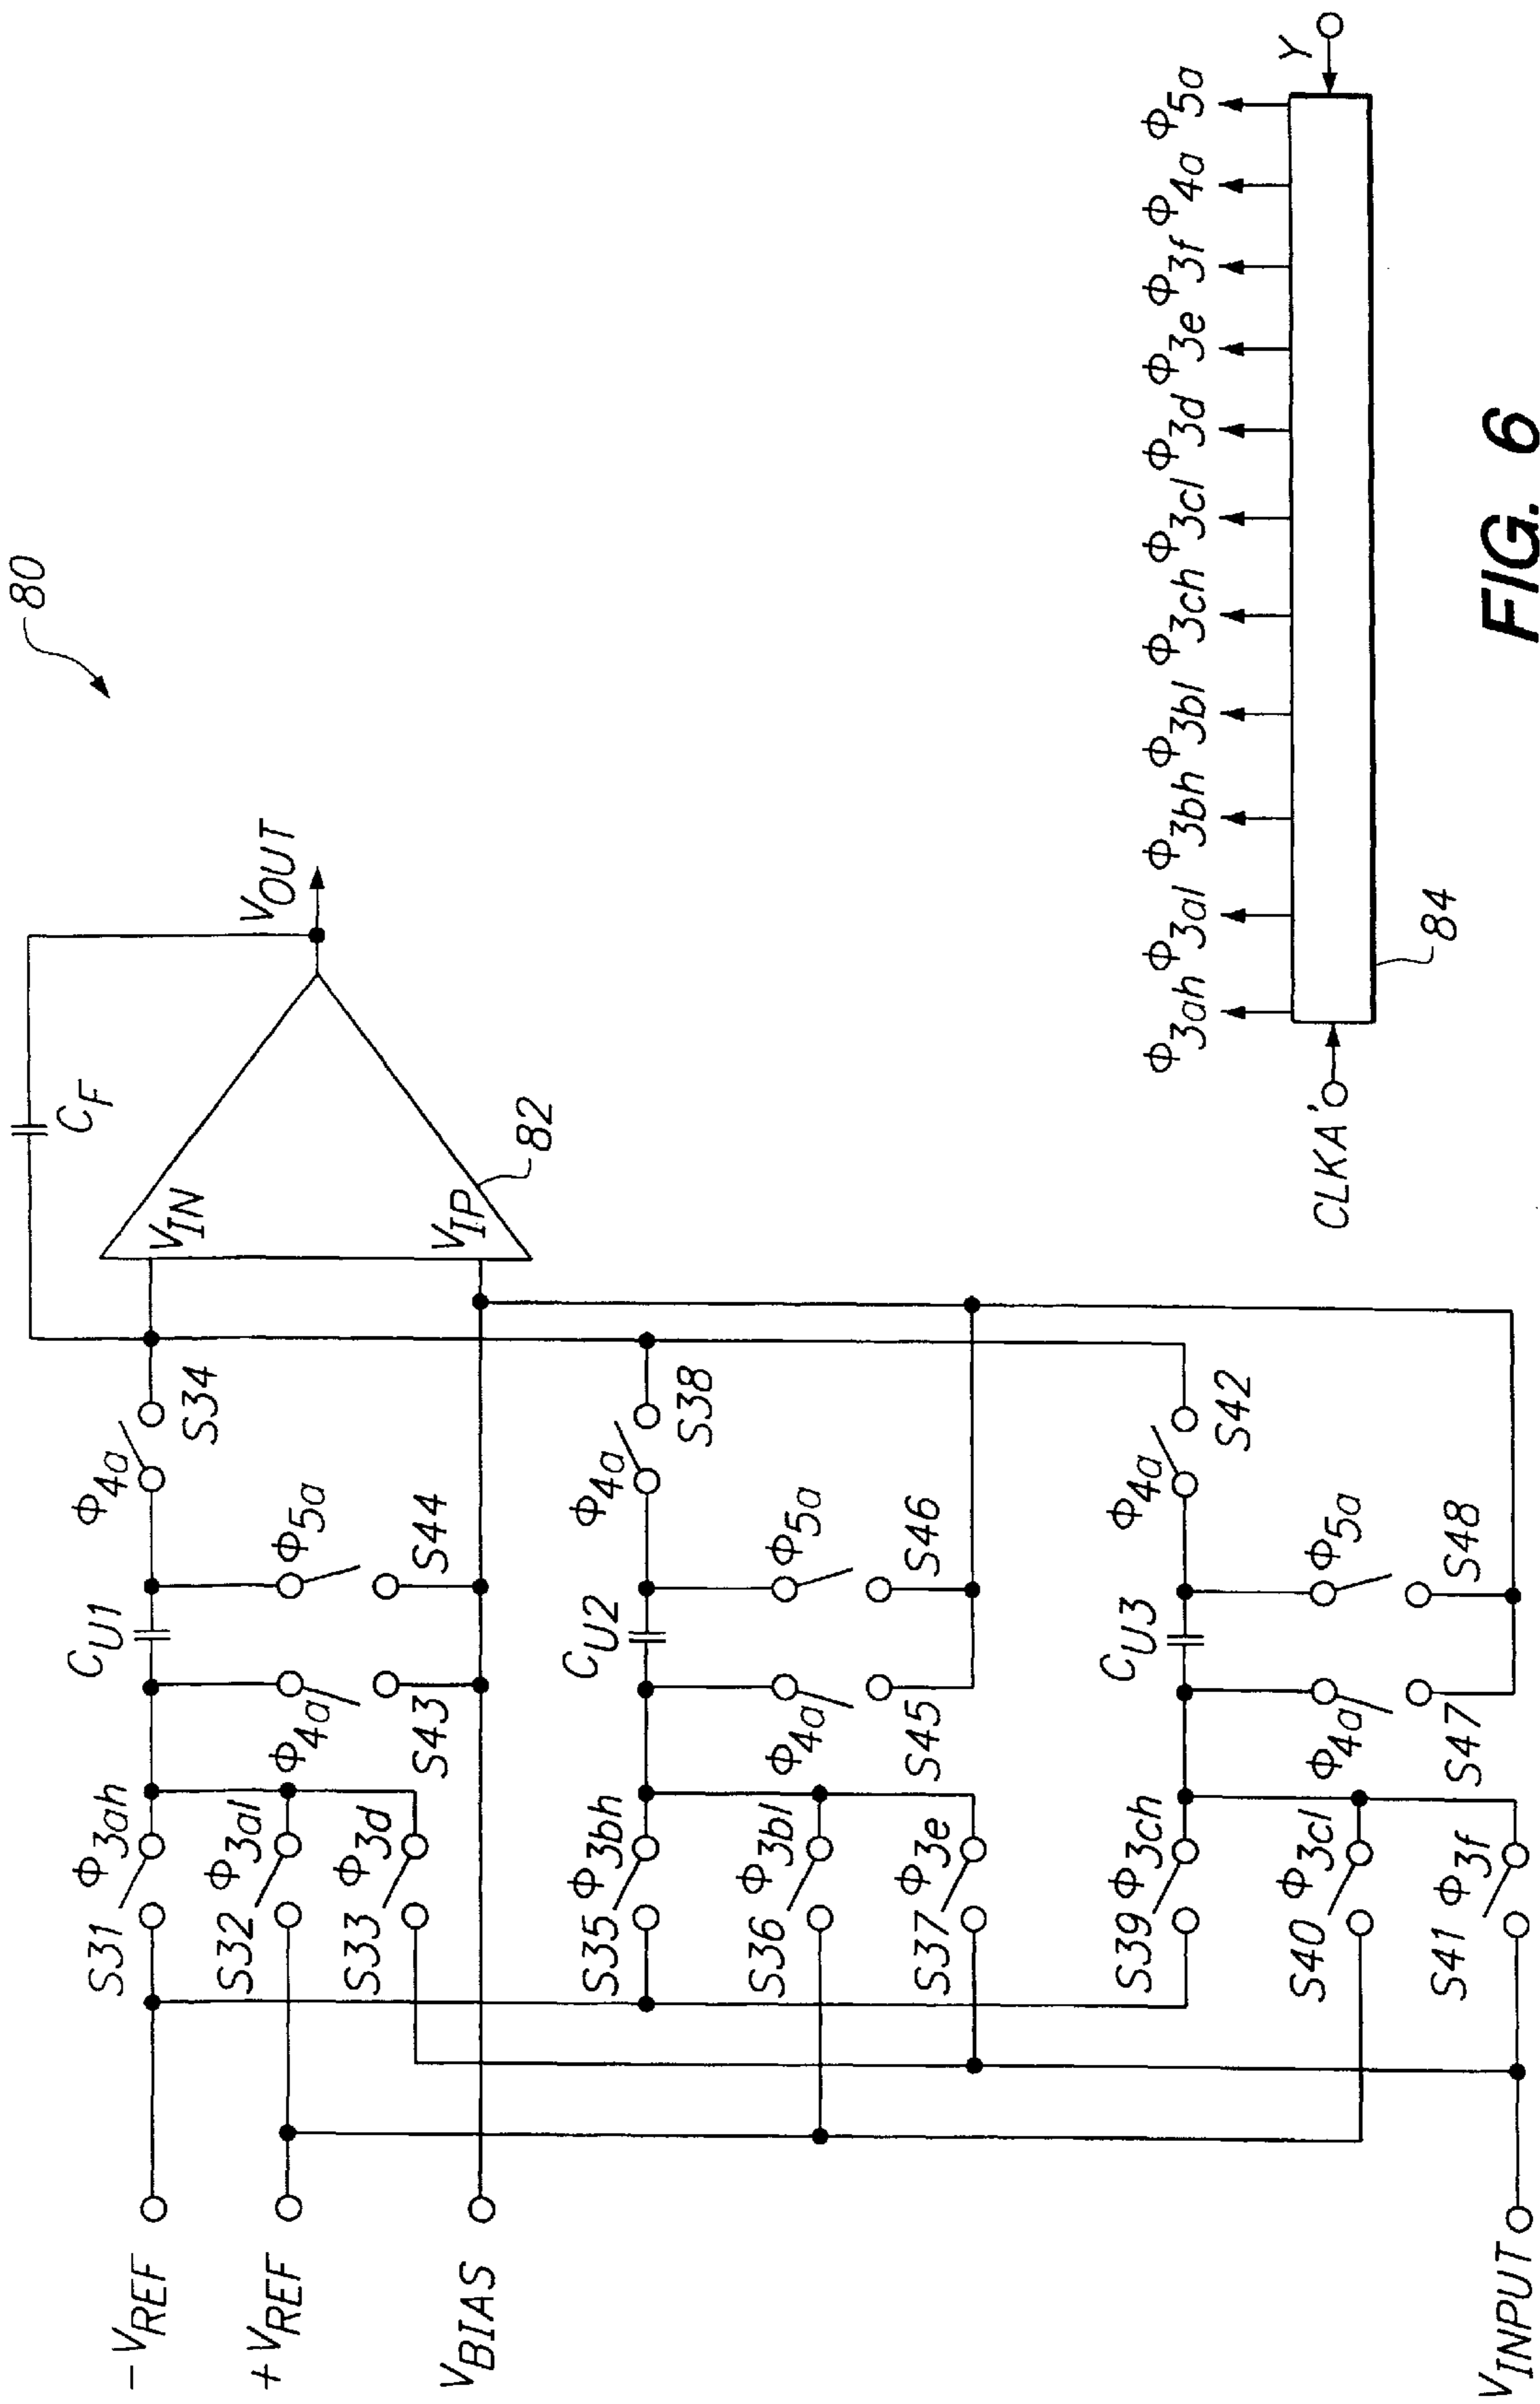 80
C_F
V_OUT
V_IN
V_IP
82
-V_REF
+V_REF
V_BIAS
V_INPUT
S31 Φ3ah
S32 Φ3al
S33 Φ3d
C_U1
Φ4a
S34
Φ4a
S43
Φ5a
S44
S35 Φ3bh
S36 Φ3bl
S37 Φ3e
C_U2
Φ4a
S38
Φ4a
S45
Φ5a
S46
S39 Φ3ch
S40 Φ3cl
S41 Φ3f
C_U3
Φ4a
S42
Φ4a
S47
Φ5a
S48
Φ3ah Φ3al Φ3bh Φ3bl Φ3ch Φ3cl Φ3d Φ3e Φ3f Φ4a Φ5a
CLKA'
Y
84
FIG. 6